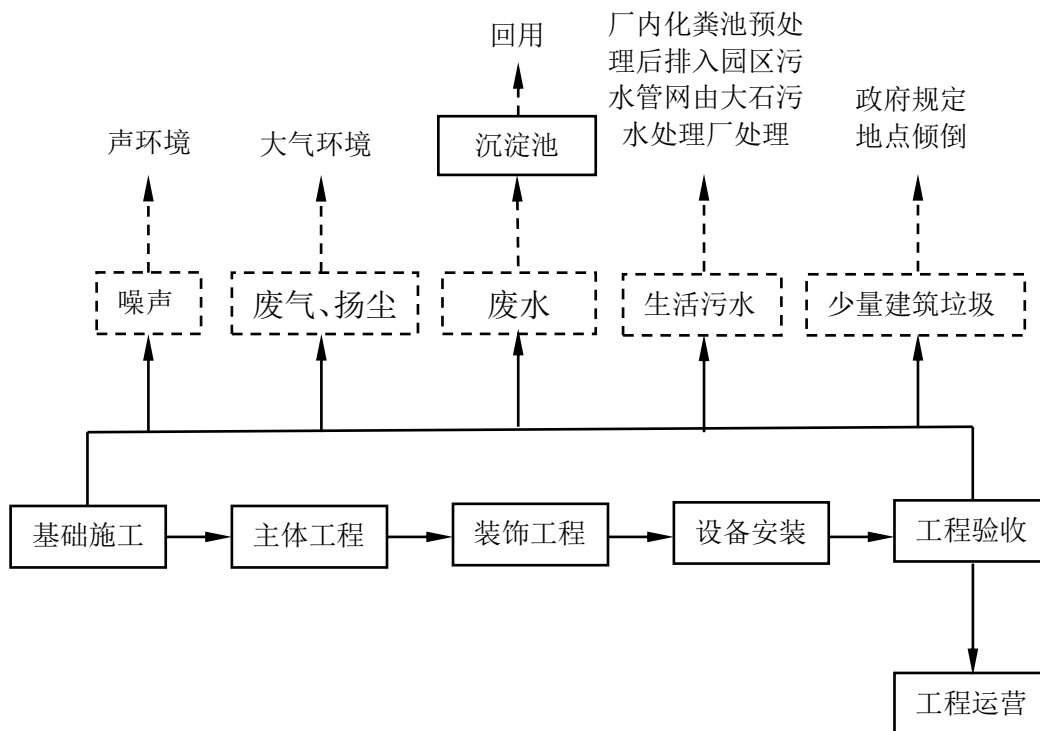 回用
厂内化粪池预处
理后排入园区污
水管网由大石污
水处理厂处理
政府规定
地点倾倒
声环境
大气环境
沉淀池
噪声
废气、扬尘
废水
生活污水
少量建筑垃圾
基础施工
主体工程
装饰工程
设备安装
工程验收
工程运营